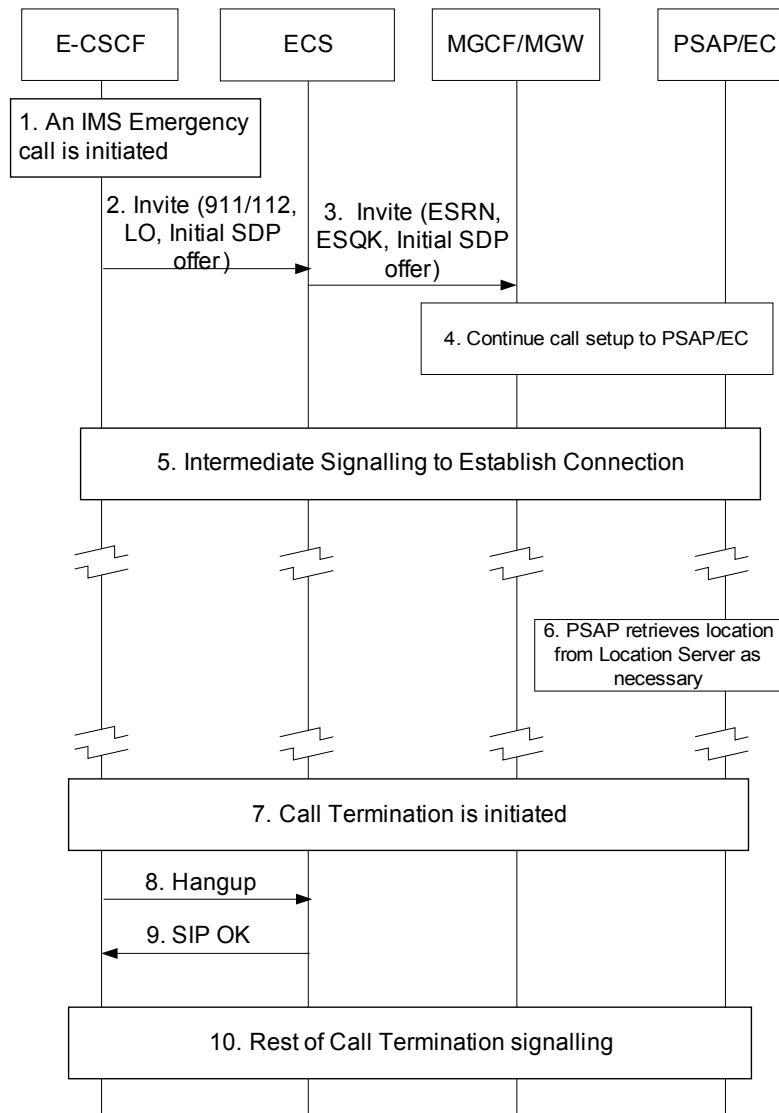 E-CSCF
ECS
MGCF/MGW
PSAP/EC
1. An IMS Emergency
call is initiated
2. Invite (911/112,
LO, Initial SDP
offer)
3. Invite (ESRN,
ESQK, Initial SDP
offer)
4. Continue call setup to PSAP/EC
5. Intermediate Signalling to Establish Connection
6. PSAP retrieves location
from Location Server as
necessary
7. Call Termination is initiated
8. Hangup
9. SIP OK
10. Rest of Call Termination signalling